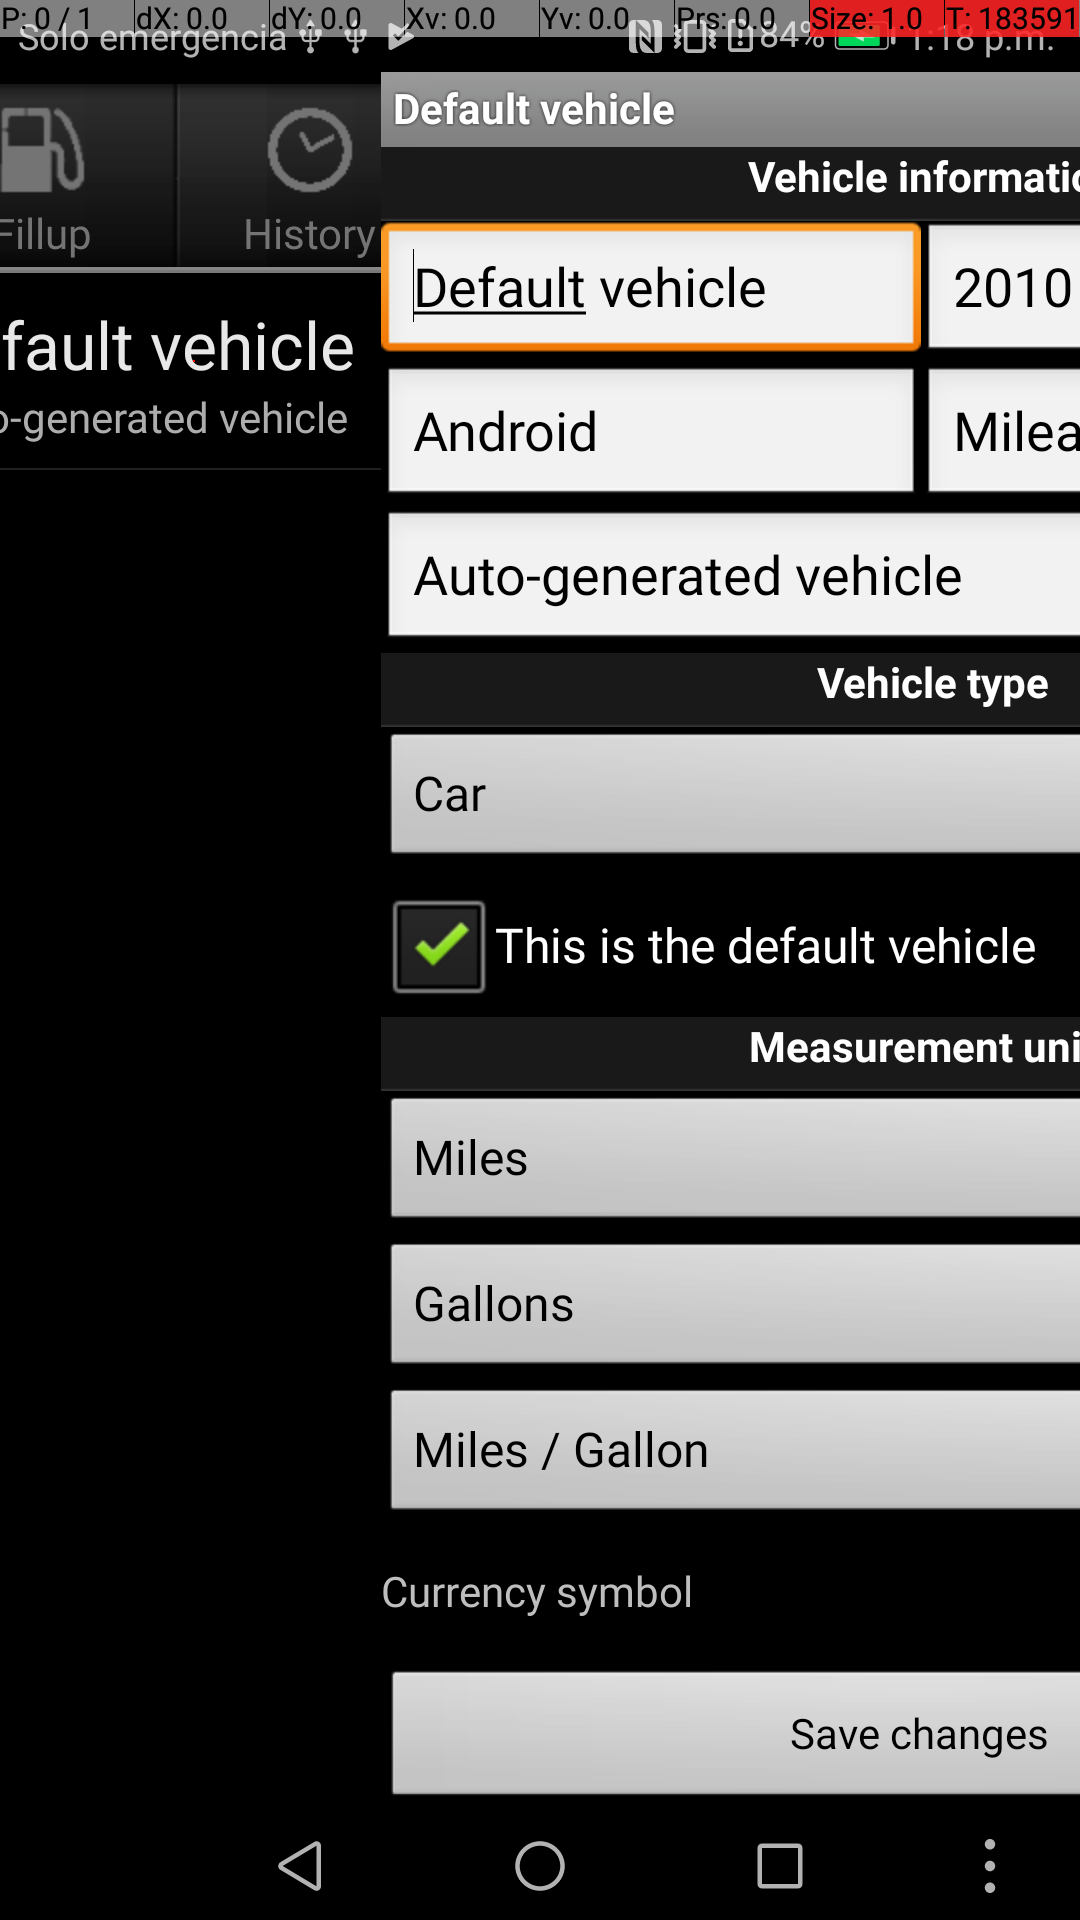 P: 0 / 1 dX: 0.0 dY: 0.0 Xv: 0.0 Yv: 0.0 Prs: 0.0 Size: 1.0 T: 183591
Solo emergencia 84% 1:18 p.m.
Fillup History
fault vehicle
o-generated vehicle
Default vehicle
Vehicle informatio
Default vehicle 2010
Android Milea
Auto-generated vehicle
Vehicle type
Car
This is the default vehicle
Measurement uni
Miles
Gallons
Miles / Gallon
Currency symbol
Save changes